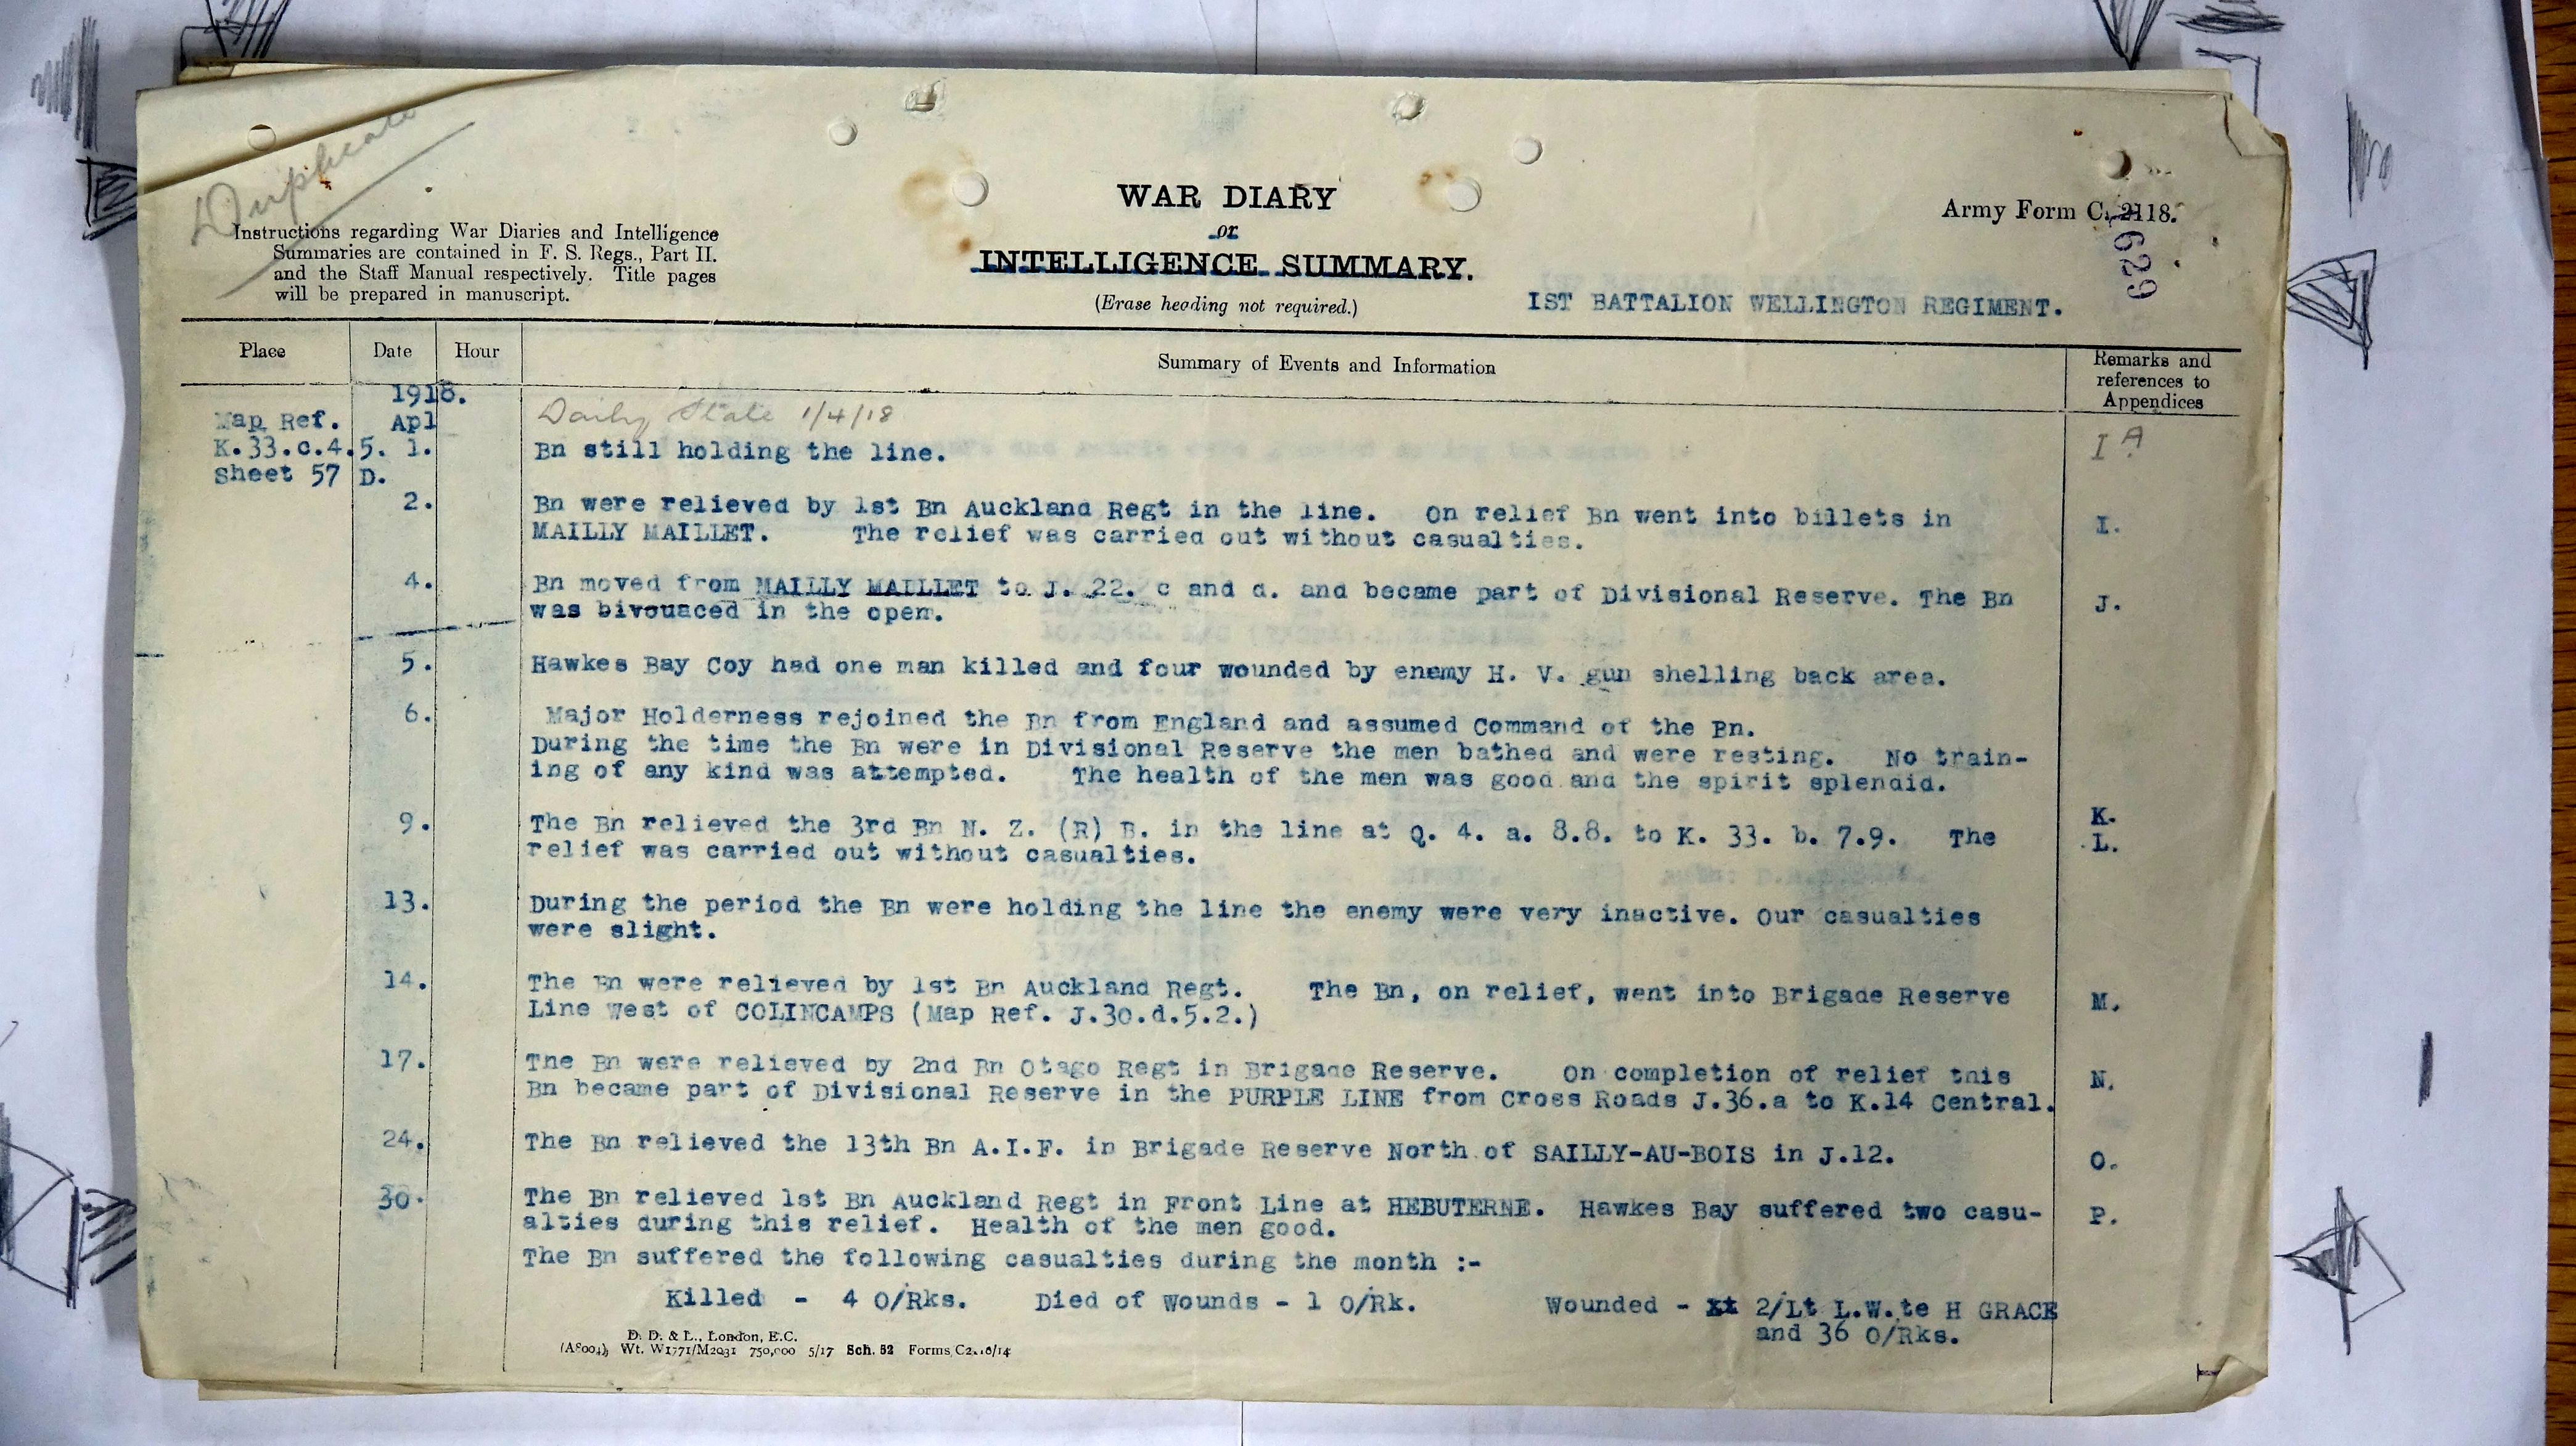 Duplicate
WAR DIARY
or
INTELLIGENCE SUMMARY.
(Erase heading not required.)
Army Form C. 2118.
629
Instructions regarding War Diaries and Intelligence
Summaries are contained in F. S. Regs., Part II.
and the Staff Manual respectively. Title pages
will be prepared in manuscript.
1ST BATTALION WELLINGTON REGIMENT.
Place Date Hour Summary of Events and Information Remarks and
references to
Appendices
1918.
Map Ref. Apl Daily State 1/4/18 I A
K.33.c.4.5. 1. Bn still holding the line.
Sheet 57 D.
2. Bn were relieved by 1st Bn Auckland Regt in the line. On relief Bn went into billets in I.
MAILLY MAILLET. The relief was carried out without casualties.
4. Bn moved from MAILLY MAILLET to J. 22. c and d. and became part of Divisional Reserve. The Bn J.
was bivouaced in the open.
5. Hawkes Bay Coy had one man killed and four wounded by enemy H. V. gun shelling back area.
6. Major Holderness rejoined the Bn from England and assumed Command of the Bn.
During the time the Bn were in Divisional Reserve the men bathed and were resting. No train-
ing of any kind was attempted. The health of the men was good and the spirit splendid.
9. The Bn relieved the 3rd Bn N. Z. (R) B. in the line at Q. 4. a. 8.8. to K. 33. b. 7.9. The K.
relief was carried out without casualties. L.
13. During the period the Bn were holding the line the enemy were very inactive. Our casualties
were slight.
14. The Bn were relieved by 1st Bn Auckland Regt. The Bn, on relief, went into Brigade Reserve M.
Line West of COLINCAMPS (Map Ref. J.30.d.5.2.)
17. The Bn were relieved by 2nd Bn Otago Regt in Brigade Reserve. On completion of relief this N.
Bn became part of Divisional Reserve in the PURPLE LINE from Cross Roads J.36.a to K.14 Central.
24. The Bn relieved the 13th Bn A.I.F. in Brigade Reserve North of SAILLY-AU-BOIS in J.12. O.
30. The Bn relieved 1st Bn Auckland Regt in Front Line at HEBUTERNE. Hawkes Bay suffered two casu- P.
alties during this relief. Health of the men good.
The Bn suffered the following casualties during the month :-
Killed - 4 O/Rks. Died of Wounds - 1 O/Rk. Wounded - 2/Lt L.W.te H GRACE
and 36 O/Rks.
D. D. & L., London, E.C.
Wt. W1771/M2031 750,000 5/17 Sch. 52 Forms